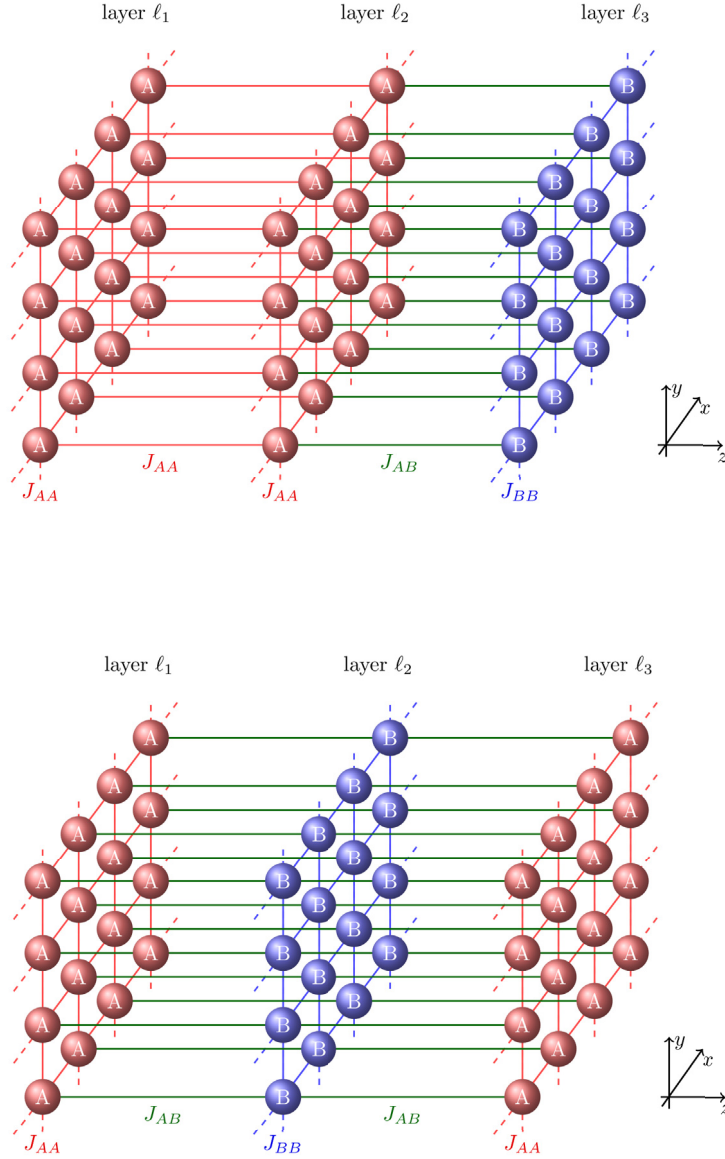 layer ℓ₁ layer ℓ₂ layer ℓ₃
A A B
A A B
A A B
A A B
A A B
A A A A B B
A A B
A A B
A A A A B B
A A B
A A B
A A B
A A B
y
x
A A B
z
J_AA J_AB
J_AA J_AA J_BB
layer ℓ₁ layer ℓ₂ layer ℓ₃
A B A
A B A
A B A
A B A
A B A
A A B B A A
A B A
A B A
A A B B A A
A B A
A B A
A B A
A B A
y
x
A B A
z
J_AB J_AB
J_AA J_BB J_AA